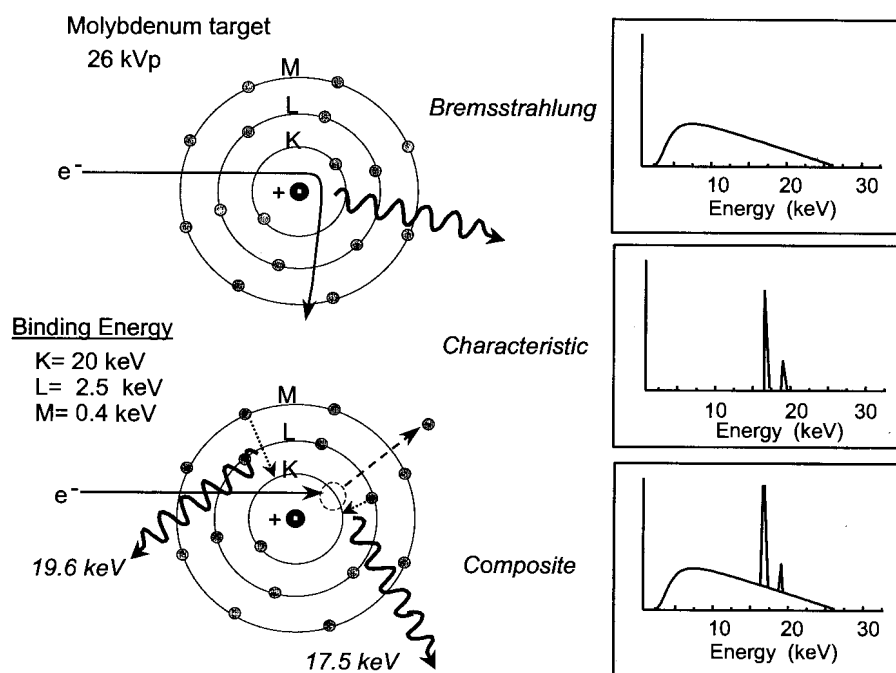 Molybdenum target
26 kVp
M
L
K
e-
+
Bremsstrahlung
10 20 30
Energy (keV)
Binding Energy
K= 20 keV
L= 2.5 keV
M= 0.4 keV
Characteristic
10 20 30
Energy (keV)
M
L
K
e-
+
19.6 keV
17.5 keV
Composite
10 20 30
Energy (keV)